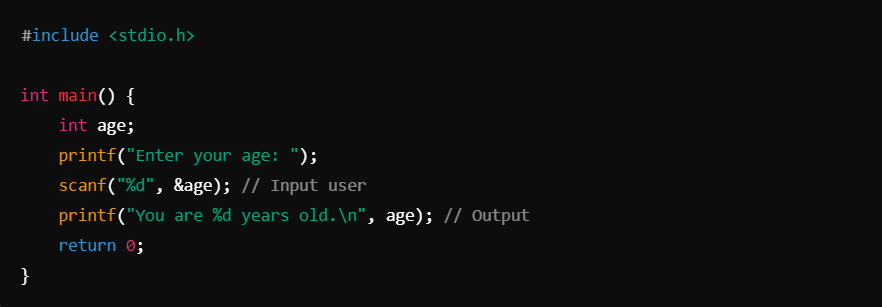 #include <stdio.h>
int main() {
    int age;
    printf("Enter your age: ");
    scanf("%d", &age); // Input user
    printf("You are %d years old.\n", age); // Output
    return 0;
}